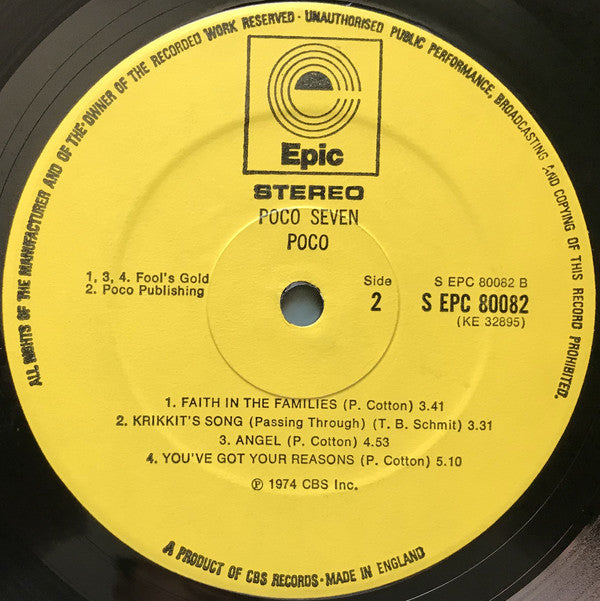 ALL RIGHTS OF THE MANUFACTURER AND OF THE OWNER OF THE RECORDED WORK RESERVED · UNAUTHORISED PUBLIC PERFORMANCE, BROADCASTING AND COPYING OF THIS RECORD PROHIBITED.
Epic
STEREO
POCO SEVEN
POCO
1, 3, 4. Fool's Gold
2. Poco Publishing
Side
2
S EPC 80082 B
S EPC 80082
(KE 32895)
1. FAITH IN THE FAMILIES (P. Cotton) 3.41
2. KRIKKIT'S SONG (Passing Through) (T. B. Schmit) 3.31
3. ANGEL (P. Cotton) 4.53
4. YOU'VE GOT YOUR REASONS (P. Cotton) 5.10
℗ 1974 CBS Inc.
A PRODUCT OF CBS RECORDS · MADE IN ENGLAND